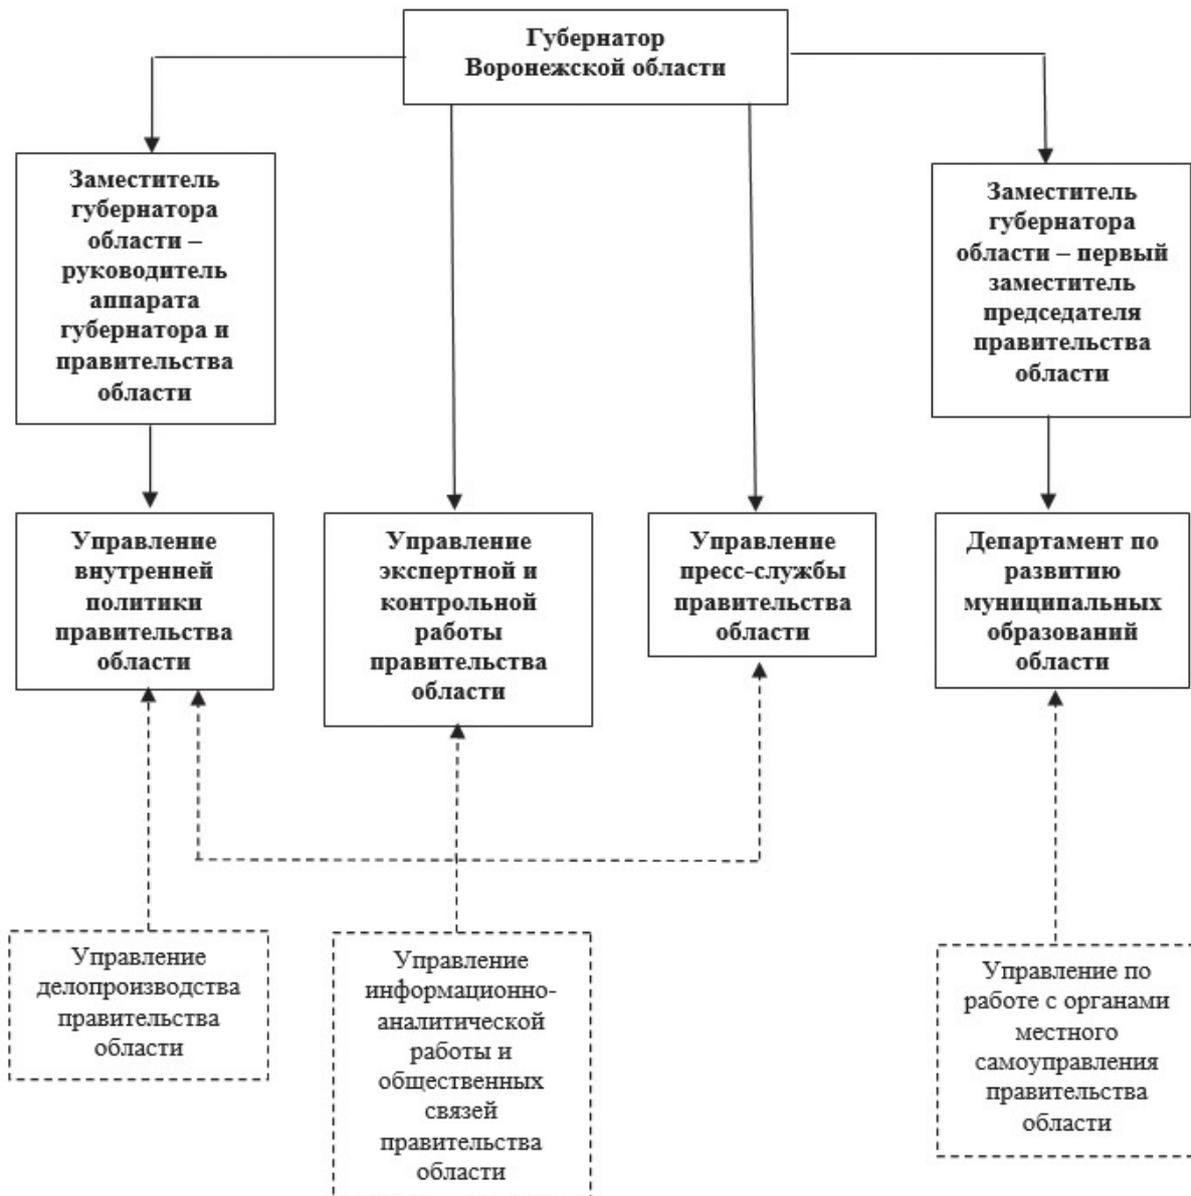 Губернатор
Воронежской области
Заместитель
губернатора
области –
руководитель
аппарата
губернатора и
правительства
области
Заместитель
губернатора
области – первый
заместитель
председателя
правительства
области
Управление
внутренней
политики
правительства
области
Управление
экспертной и
контрольной
работы
правительства
области
Управление
пресс-службы
правительства
области
Департамент по
развитию
муниципальных
образований
области
Управление
делопроизводства
правительства
области
Управление
информационно-
аналитической
работы и
общественных
связей
правительства
области
Управление по
работе с органами
местного
самоуправления
правительства
области